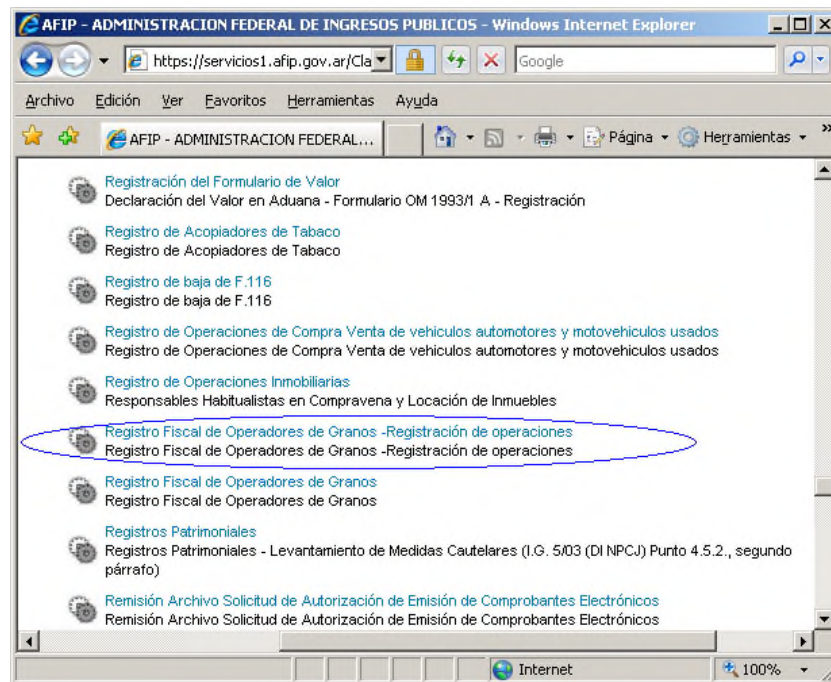 AFIP - ADMINISTRACION FEDERAL DE INGRESOS PUBLICOS - Windows Internet Explorer
https://servicios1.afip.gov.ar/Cla
Google
Archivo Edición Ver Favoritos Herramientas Ayuda
AFIP - ADMINISTRACION FEDERAL... Página Herramientas »
Registración del Formulario de Valor
Declaración del Valor en Aduana - Formulario OM 1993/1 A - Registración
Registro de Acopiadores de Tabaco
Registro de Acopiadores de Tabaco
Registro de baja de F.116
Registro de baja de F.116
Registro de Operaciones de Compra Venta de vehiculos automotores y motovehiculos usados
Registro de Operaciones de Compra Venta de vehiculos automotores y motovehiculos usados
Registro de Operaciones Inmobiliarias
Responsables Habitualistas en Compravena y Locación de Inmuebles
Registro Fiscal de Operadores de Granos -Registración de operaciones
Registro Fiscal de Operadores de Granos -Registración de operaciones
Registro Fiscal de Operadores de Granos
Registro Fiscal de Operadores de Granos
Registros Patrimoniales
Registros Patrimoniales - Levantamiento de Medidas Cautelares (I.G. 5/03 (DI NPCJ) Punto 4.5.2., segundo
párrafo)
Remisión Archivo Solicitud de Autorización de Emisión de Comprobantes Electrónicos
Remisión Archivo Solicitud de Autorización de Emisión de Comprobantes Electrónicos
Internet 100%